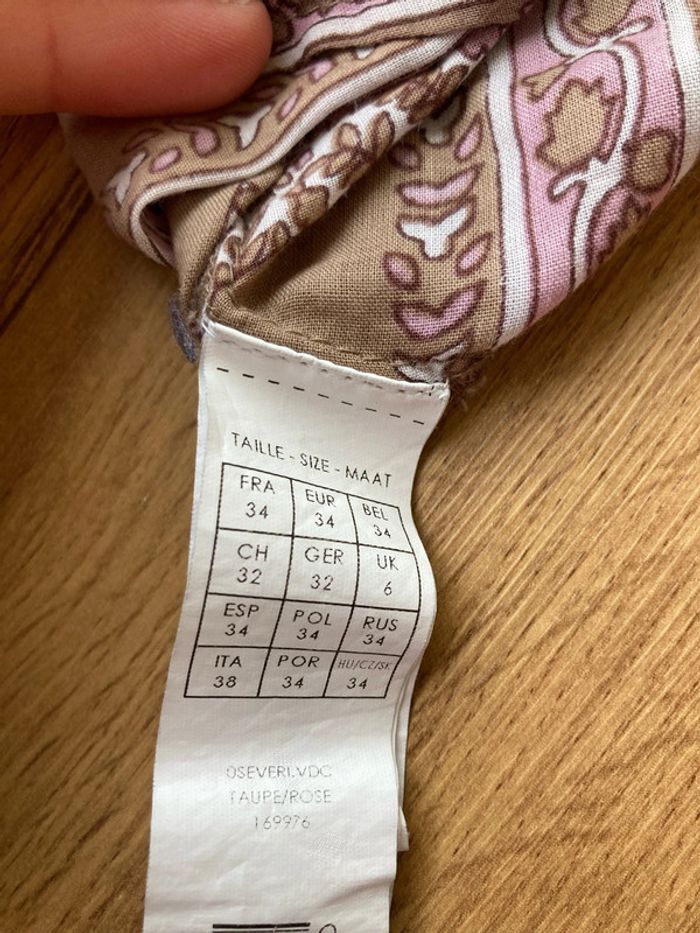 TAILLE - SIZE - MAAT
FRA EUR BEL
34 34 34
CH GER UK
32 32 6
ESP POL RUS
34 34 34
ITA POR HU/CZ/SK
38 34 34
0SEVERI.VDC
TAUPE/ROSE
169976